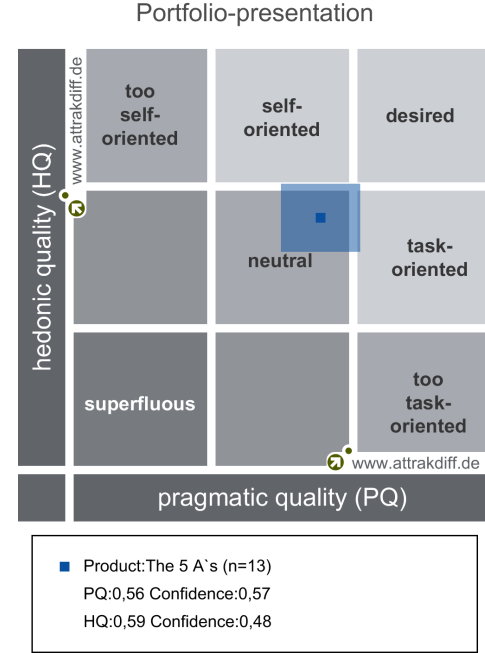 Portfolio-presentation
hedonic quality (HQ)
www.attrakdiff.de
too
self-
oriented
self-
oriented
desired
neutral
task-
oriented
superfluous
too
task-
oriented
www.attrakdiff.de
pragmatic quality (PQ)
Product:The 5 A`s (n=13)
PQ:0,56 Confidence:0,57
HQ:0,59 Confidence:0,48